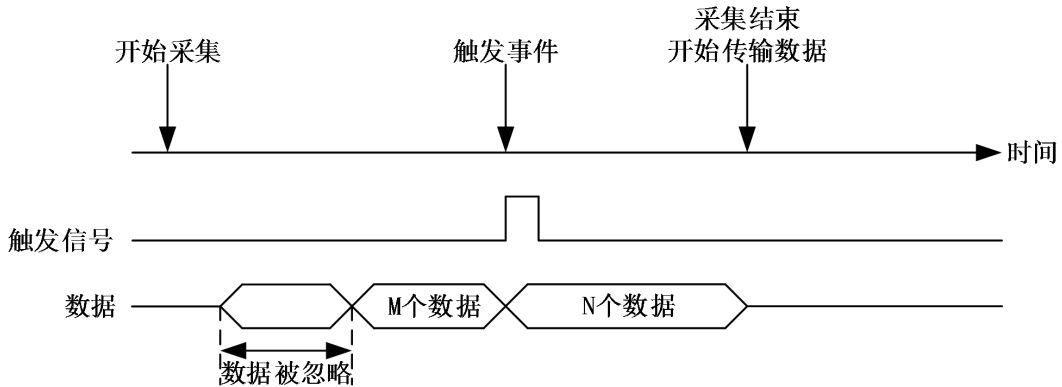 采集结束
开始采集
触发事件
开始传输数据
时间
触发信号
数据
M个数据
N个数据
数据被忽略